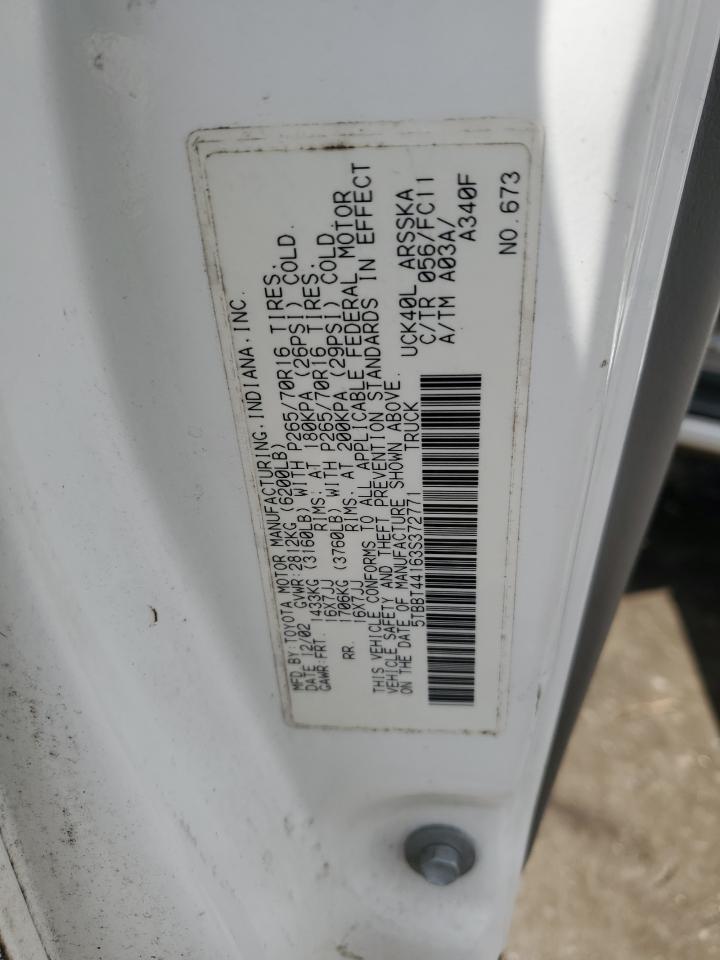 MFD BY: TOYOTA MOTOR MANUFACTURING, INDIANA, INC.
DATE 12/02 GVWR: 2812KG (6200LB)
GAWR FRT. 1433KG (3160LB) WITH P265/70R16 TIRES.
16X7JJ RIMS: AT 180KPA (26PSI) COLD.
RR. 1706KG (3760LB) WITH P265/70R16 TIRES.
16X7JJ RIMS: AT 200KPA (29PSI) COLD.
THIS VEHICLE CONFORMS TO ALL APPLICABLE FEDERAL MOTOR
VEHICLE SAFETY AND THEFT PREVENTION STANDARDS IN EFFECT
ON THE DATE OF MANUFACTURE SHOWN ABOVE.
5TBBT44163S372771 TRUCK
UCK40L ARSSKA
C/TR 056/FC11
A/TM A03A/
A340F
NO. 673